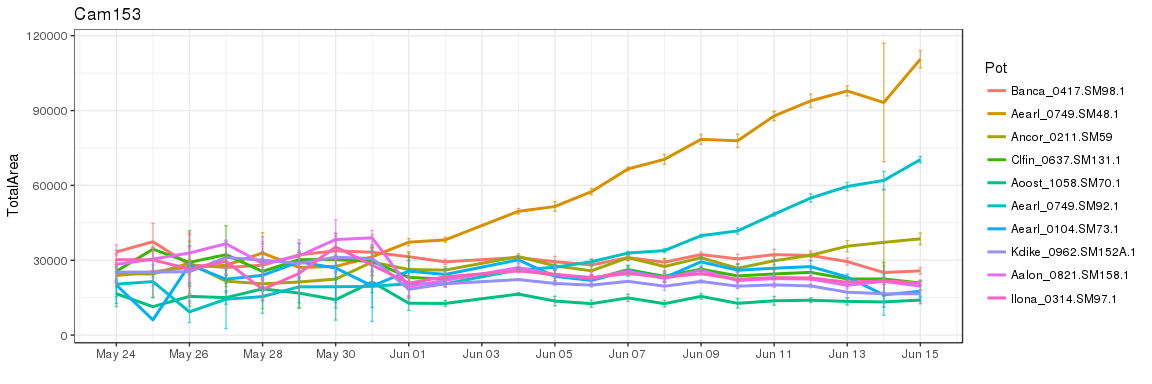 Cam153
TotalArea
120000
90000
60000
30000
0
May 24 May 26 May 28 May 30 Jun 01 Jun 03 Jun 05 Jun 07 Jun 09 Jun 11 Jun 13 Jun 15
Pot
Banca_0417.SM98.1
Aearl_0749.SM48.1
Ancor_0211.SM59
Clfin_0637.SM131.1
Aoost_1058.SM70.1
Aearl_0749.SM92.1
Aearl_0104.SM73.1
Kdike_0962.SM152A.1
Aalon_0821.SM158.1
Ilona_0314.SM97.1